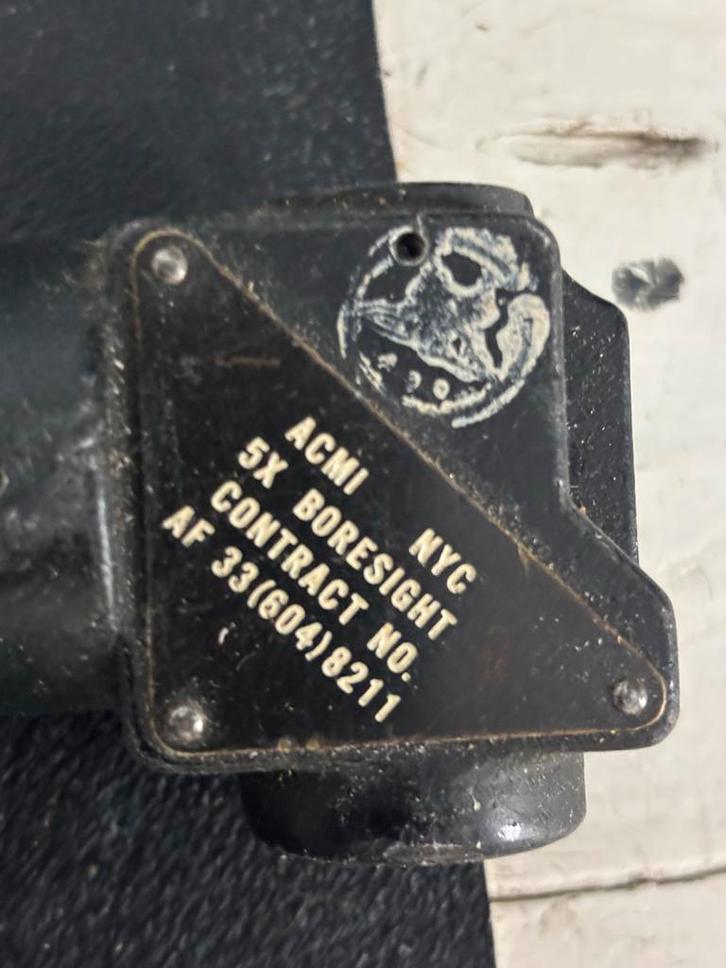 ACMI NYC
5X BORESIGHT
CONTRACT NO.
AF 33(604)8211